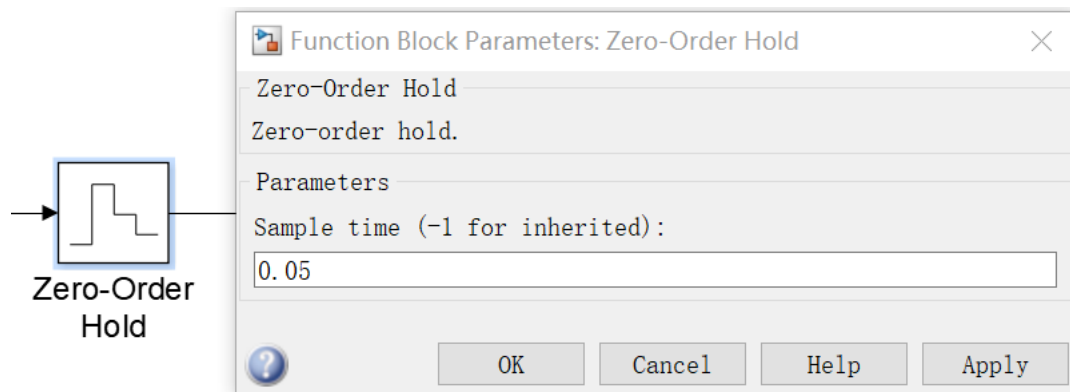 Function Block Parameters: Zero-Order Hold
Zero-Order Hold
Zero-order hold.
Parameters
Sample time (-1 for inherited):
0.05
OK Cancel Help Apply
Zero-Order
Hold